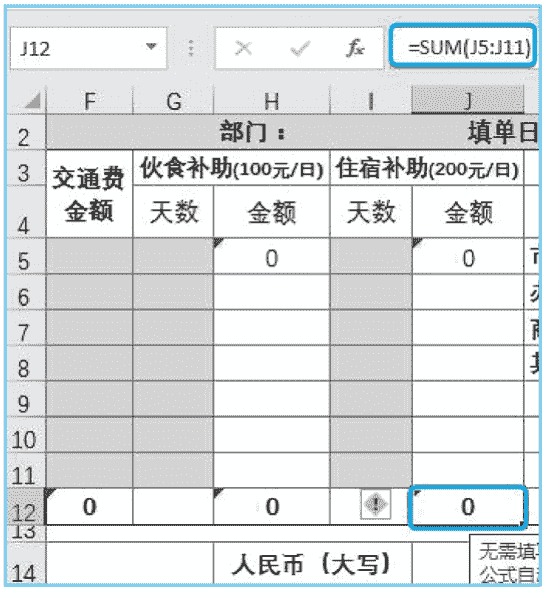 J12 fx =SUM(J5:J11)
F G H I J
2 部门： 填单日
3 交通费 伙食补助(100元/日) 住宿补助(200元/日)
4 金额 天数 金额 天数 金额
5 0 0
6
7
8
9
10
11
12 0 0 0
13
14 人民币（大写） 无需填
公式自